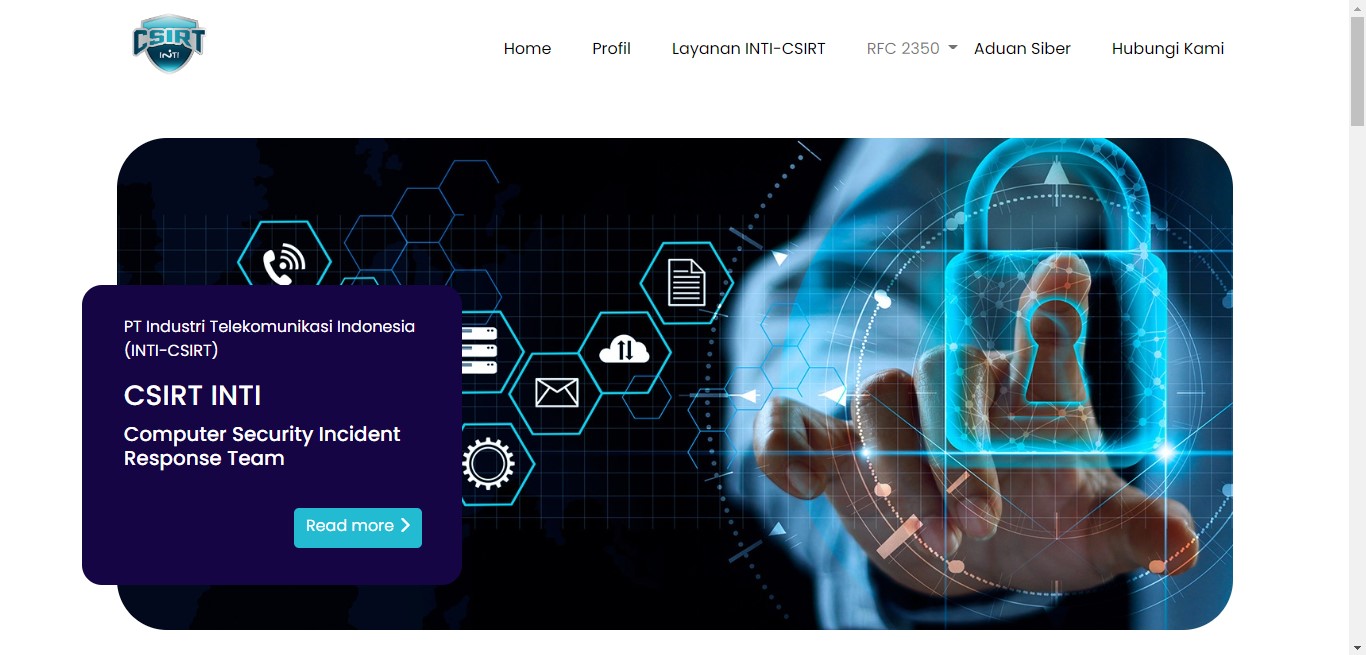 CSIRT
INTI
Home
Profil
Layanan INTI-CSIRT
RFC 2350
Aduan Siber
Hubungi Kami
PT Industri Telekomunikasi Indonesia
(INTI-CSIRT)
CSIRT INTI
Computer Security Incident
Response Team
Read more